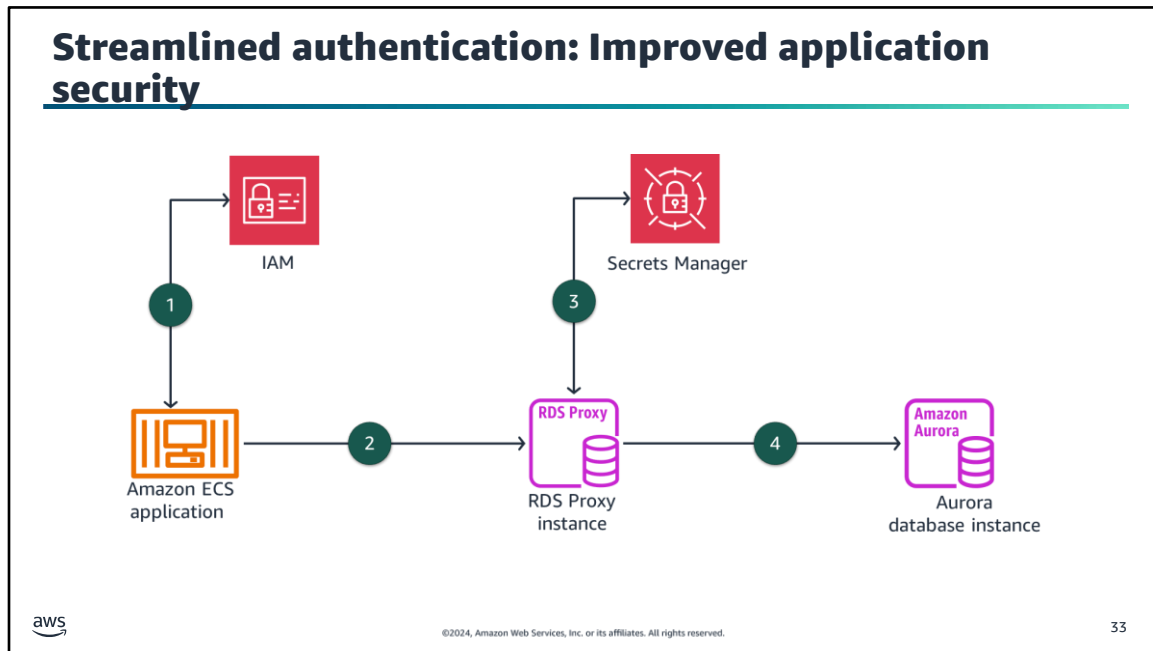 Streamlined authentication: Improved application
security
IAM
Secrets Manager
1
3
RDS Proxy
Amazon
Aurora
2
4
Amazon ECS
application
RDS Proxy
instance
Aurora
database instance
aws
©2024, Amazon Web Services, Inc. or its affiliates. All rights reserved.
33